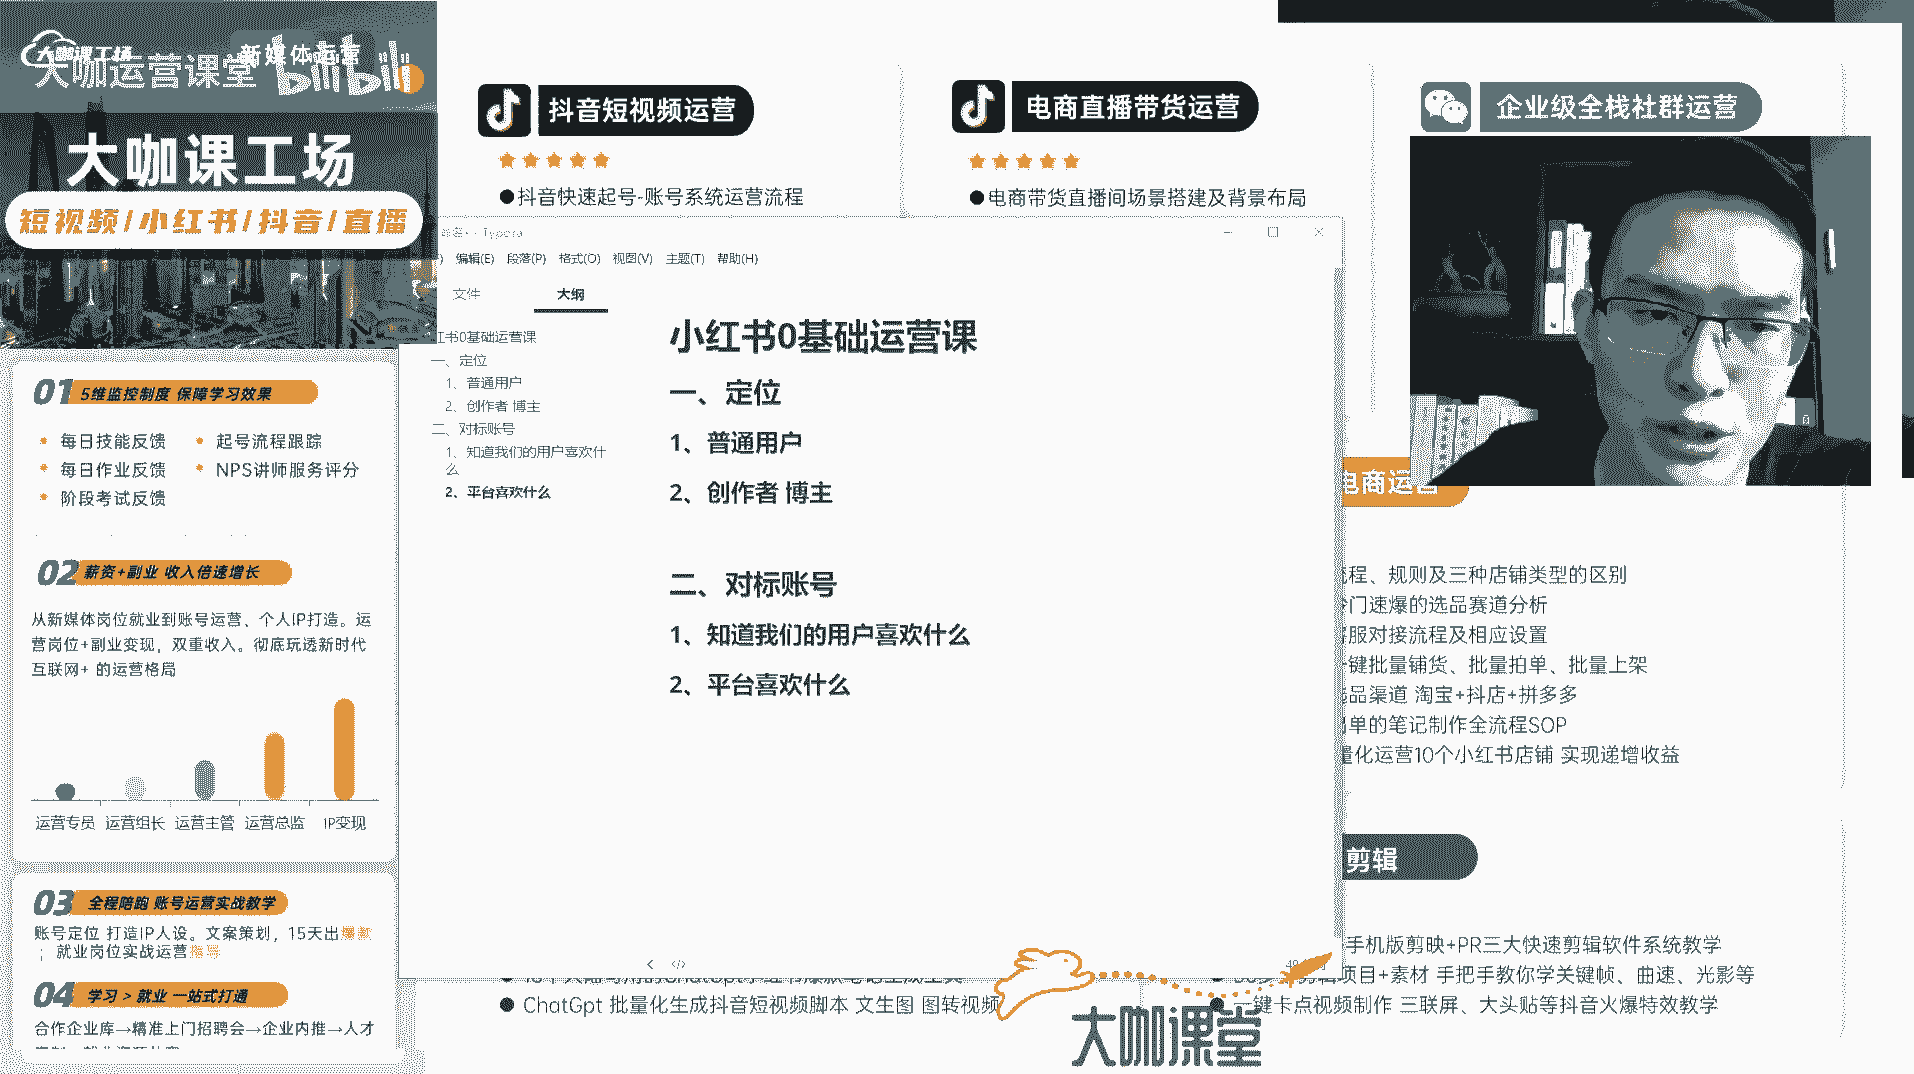 大咖课工场
新媒体运营
大咖运营课堂
bilibili
大咖课工场
短视频/小红书/抖音/直播
01 5维监控制度 保障学习效果
每日技能反馈
起号流程跟踪
每日作业反馈
NPS讲师服务评分
阶段考试反馈
02 薪资+副业 收入倍速增长
从新媒体岗位就业到账号运营、个人IP打造。运
营岗位+副业变现，双重收入。彻底玩透新时代
互联网+ 的运营格局
运营专员 运营组长 运营主管 运营总监 IP变现
03 全程陪跑 账号运营实战教学
账号定位 打造IP人设。文案策划，15天出爆款
；就业岗位实战运营指导
04 学习 > 就业 一站式打通
合作企业库→精准上门招聘会→企业内推→人才
抖音短视频运营
●抖音快速起号-账号系统运营流程
电商直播带货运营
●电商带货直播间场景搭建及背景布局
企业级全栈社群运营
Typora
编辑(E) 段落(P) 格式(O) 视图(V) 主题(T) 帮助(H)
文件
大纲
红书0基础运营课
一、定位
1、普通用户
2、创作者 博主
二、对标账号
1、知道我们的用户喜欢什
么
2、平台喜欢什么
小红书0基础运营课
一、定位
1、普通用户
2、创作者 博主
二、对标账号
1、知道我们的用户喜欢什么
2、平台喜欢什么
电商运营
流程、规则及三种店铺类型的区别
门速爆的选品赛道分析
服对接流程及相应设置
键批量铺货、批量拍单、批量上架
选品渠道 淘宝+抖店+拼多多
出单的笔记制作全流程SOP
量化运营10个小红书店铺 实现递增收益
剪辑
手机版剪映+PR三大快速剪辑软件系统教学
项目+素材 手把手教你学关键帧、曲速、光影等
● 一键卡点视频制作 三联屏、大头贴等抖音火爆特效教学
● ChatGpt 批量化生成抖音短视频脚本 文生图 图转视频
大咖课堂